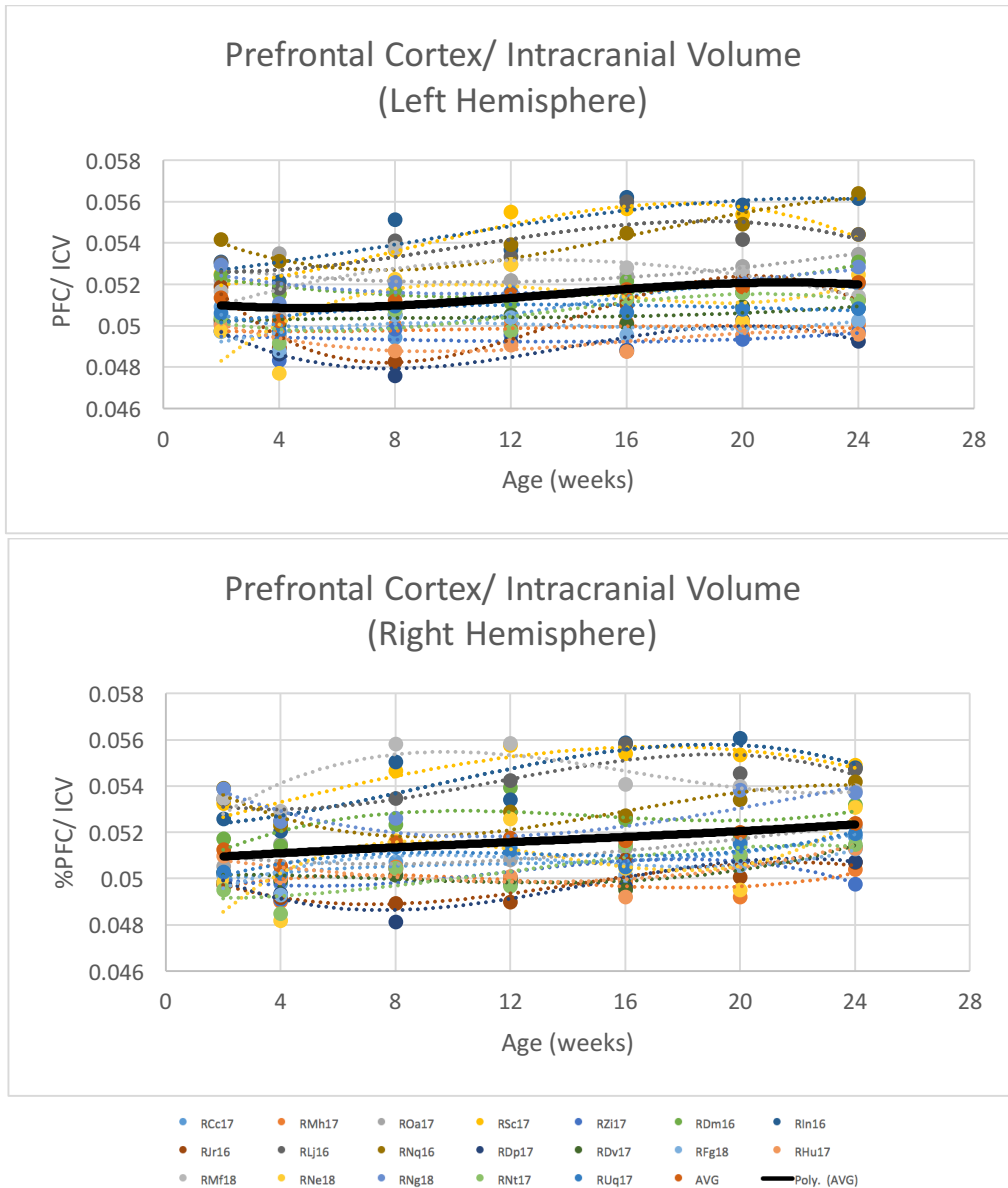 Prefrontal Cortex/ Intracranial Volume
(Left Hemisphere)
0.058
0.056
0.054
0.052
0.05
0.048
0.046
PFC/ ICV
0 4 8 12 16 20 24 28
Age (weeks)
Prefrontal Cortex/ Intracranial Volume
(Right Hemisphere)
0.058
0.056
0.054
0.052
0.05
0.048
0.046
%PFC/ ICV
0 4 8 12 16 20 24 28
Age (weeks)
RCc17 RMh17 ROa17 RSc17 RZi17 RDm16 RIn16
RJr16 RLj16 RNq16 RDp17 RDv17 RFg18 RHu17
RMf18 RNe18 RNg18 RNt17 RUq17 AVG Poly. (AVG)